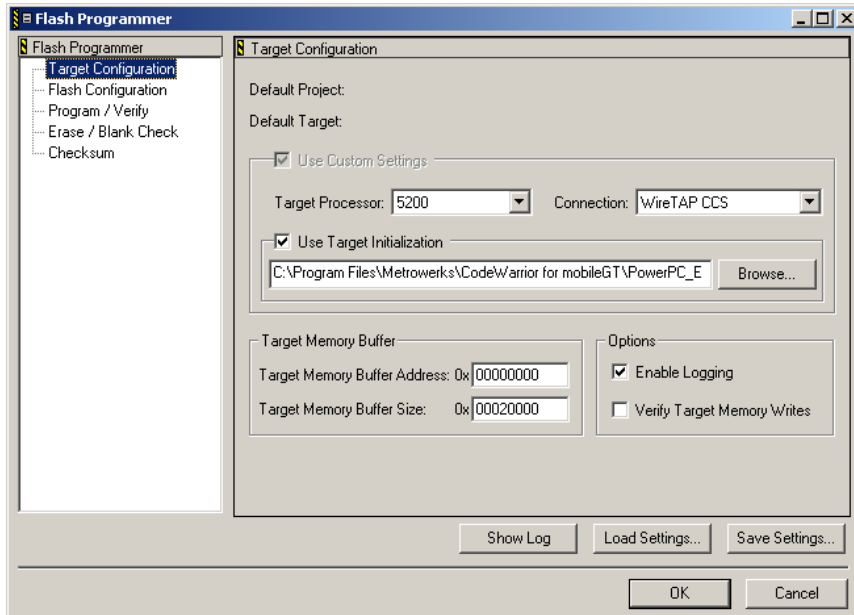 Flash Programmer
Flash Programmer
Target Configuration
Flash Configuration
Program / Verify
Erase / Blank Check
Checksum
Target Configuration
Default Project:
Default Target:
Use Custom Settings
Target Processor: 5200 Connection: WireTAP CCS
Use Target Initialization
C:\Program Files\Metrowerks\CodeWarrior for mobileGT\PowerPC_E Browse...
Target Memory Buffer
Target Memory Buffer Address: 0x 00000000
Target Memory Buffer Size: 0x 00020000
Options
Enable Logging
Verify Target Memory Writes
Show Log Load Settings... Save Settings...
OK Cancel